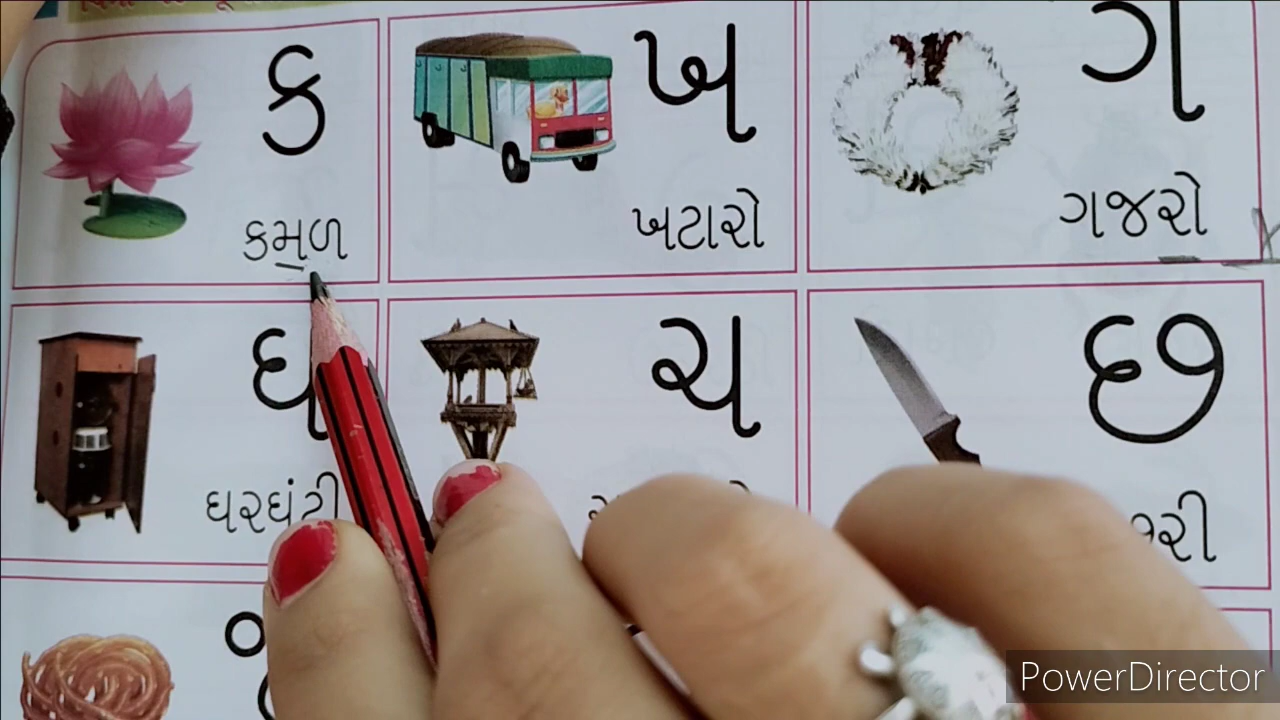 ક
ખ
ગ
કમળ
ખટારો
ગજરો
ઘ
ચ
છ
ઘરઘંટી
PowerDirector